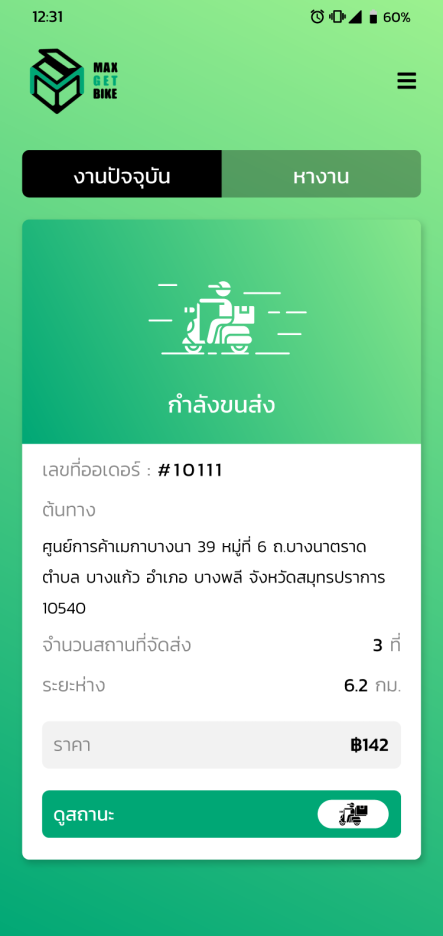 12:31
60%
MAX
GET
BIKE
งานปัจจุบัน
หางาน
กำลังขนส่ง
เลขที่ออเดอร์ : #10111
ต้นทาง
ศูนย์การค้าเมกาบางนา 39 หมู่ที่ 6 ถ.บางนาตราด
ตำบล บางแก้ว อำเภอ บางพลี จังหวัดสมุทรปราการ
10540
จำนวนสถานที่จัดส่ง 3 ที่
ระยะห่าง 6.2 กม.
ราคา ฿142
ดูสถานะ